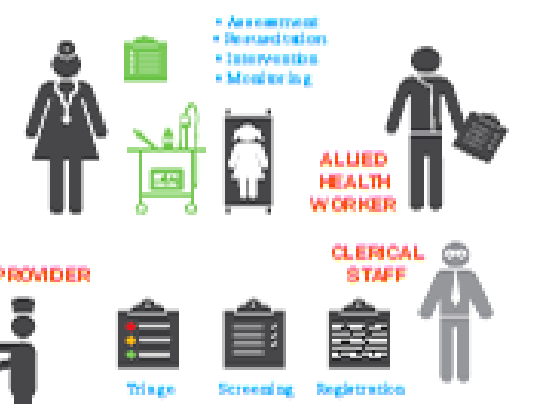 • Assessment
• Resuscitation
• Intervention
• Monitoring
ALLIED
HEALTH
WORKER
CLERICAL
STAFF
PROVIDER
Triage
Screening
Registration